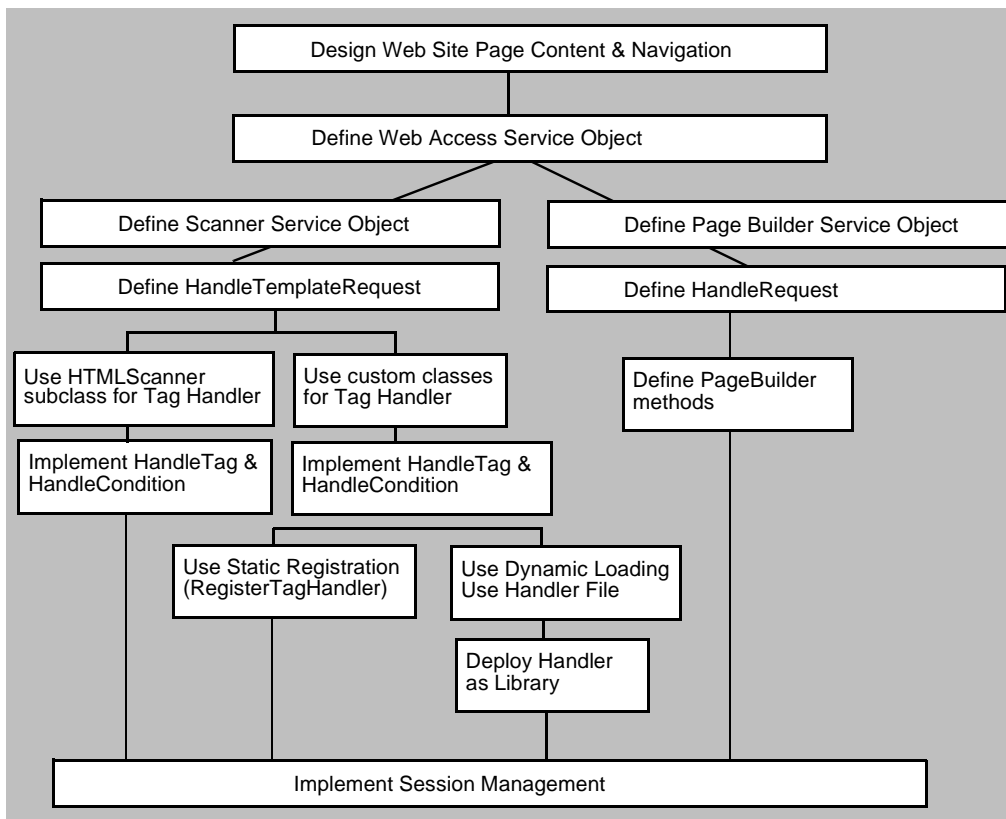 Design Web Site Page Content & Navigation
Define Web Access Service Object
Define Scanner Service Object
Define Page Builder Service Object
Define HandleTemplateRequest
Define HandleRequest
Use HTMLScanner
subclass for Tag Handler
Use custom classes
for Tag Handler
Define PageBuilder
methods
Implement HandleTag &
HandleCondition
Implement HandleTag &
HandleCondition
Use Static Registration
(RegisterTagHandler)
Use Dynamic Loading
Use Handler File
Deploy Handler
as Library
Implement Session Management